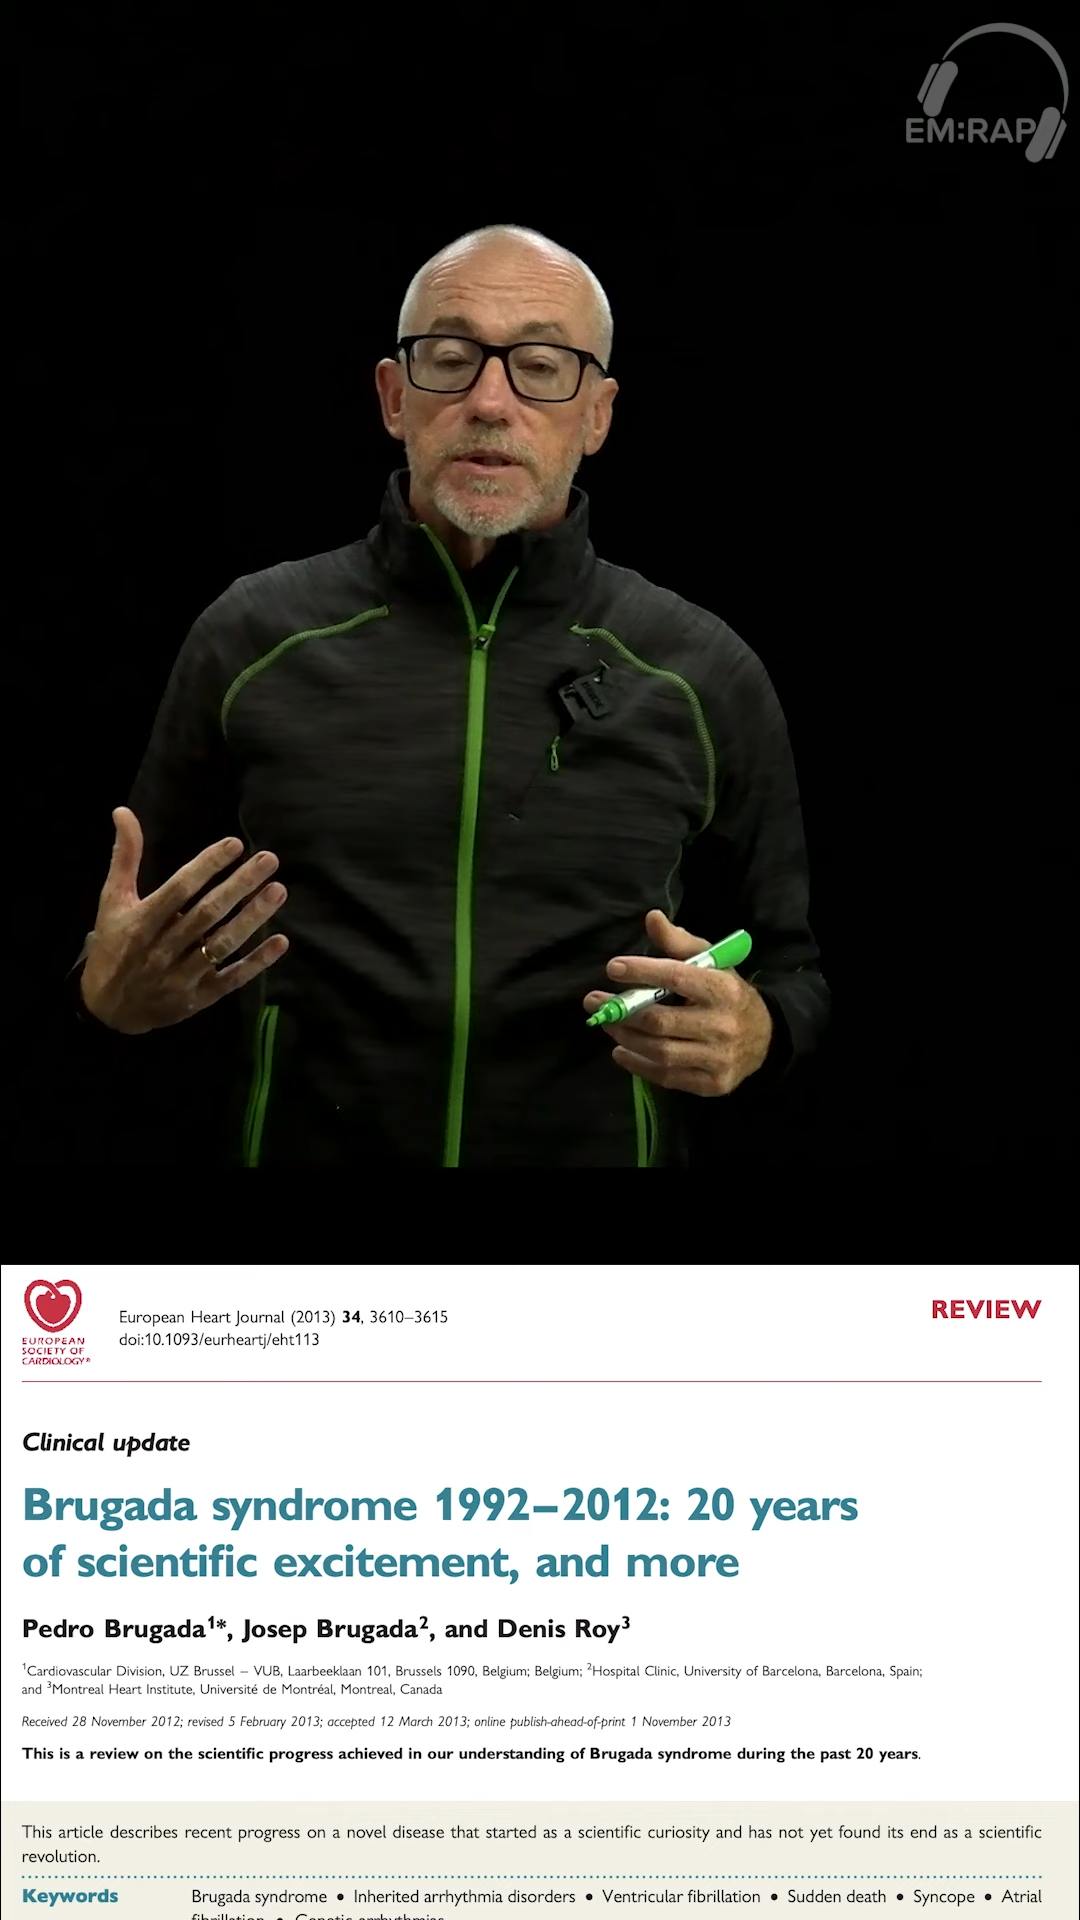 EM:RAP
EUROPEAN
SOCIETY OF
CARDIOLOGY®
European Heart Journal (2013) 34, 3610–3615
doi:10.1093/eurheartj/eht113
REVIEW
Clinical update
Brugada syndrome 1992–2012: 20 years
of scientific excitement, and more
Pedro Brugada1*, Josep Brugada2, and Denis Roy3
1Cardiovascular Division, UZ Brussel – VUB, Laarbeeklaan 101, Brussels 1090, Belgium; Belgium; 2Hospital Clinic, University of Barcelona, Barcelona, Spain;
and 3Montreal Heart Institute, Université de Montréal, Montreal, Canada
Received 28 November 2012; revised 5 February 2013; accepted 12 March 2013; online publish-ahead-of-print 1 November 2013
This is a review on the scientific progress achieved in our understanding of Brugada syndrome during the past 20 years.
This article describes recent progress on a novel disease that started as a scientific curiosity and has not yet found its end as a scientific
revolution.
Keywords
Brugada syndrome • Inherited arrhythmia disorders • Ventricular fibrillation • Sudden death • Syncope • Atrial
fibrillation • Genetic arrhythmias